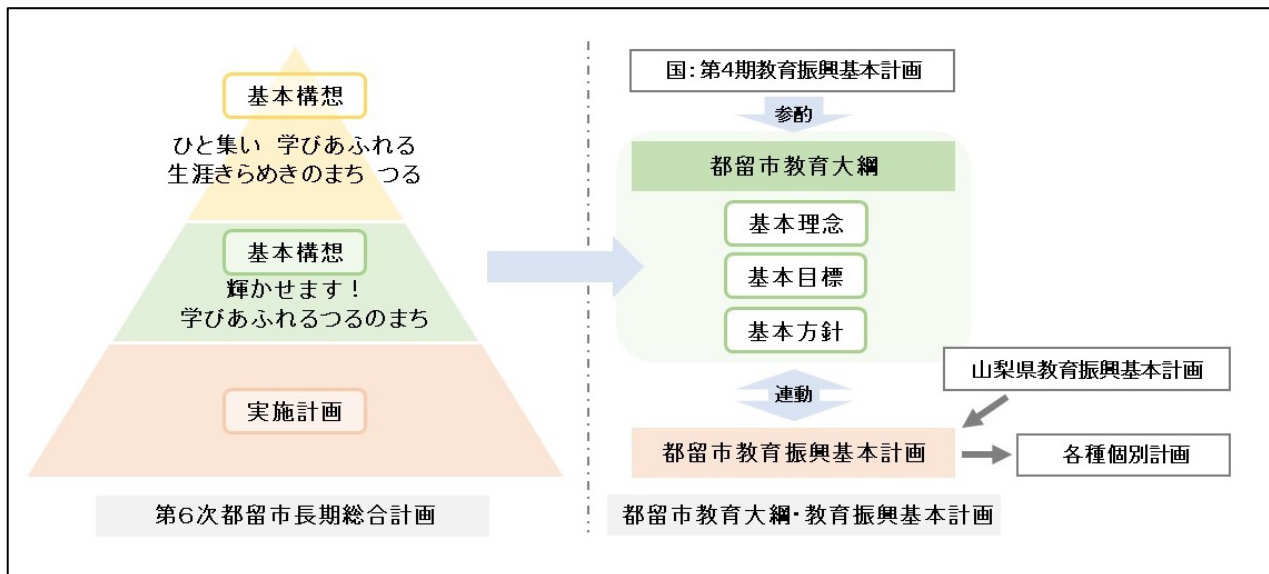 基本構想
ひと集い 学びあふれる
生涯きらめきのまち つる
基本構想
輝かせます！
学びあふれるつるのまち
実施計画
第6次都留市長期総合計画
国：第4期教育振興基本計画
参酌
都留市教育大綱
基本理念
基本目標
基本方針
連動
山梨県教育振興基本計画
都留市教育振興基本計画
各種個別計画
都留市教育大綱・教育振興基本計画